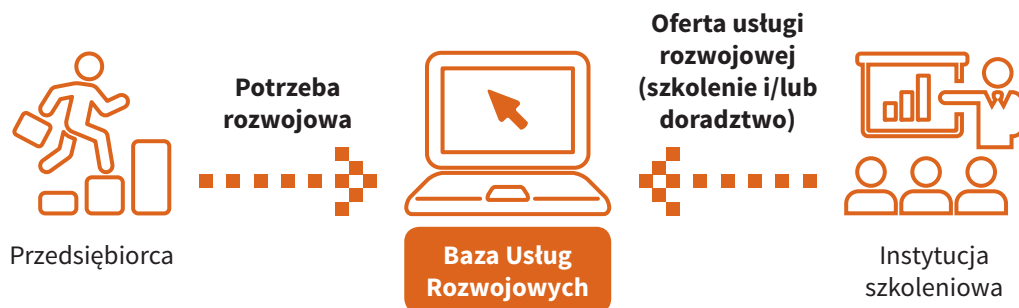 Potrzeba
rozwojowa
Oferta usługi
rozwojowej
(szkolenie i/lub
doradztwo)
Przedsiębiorca
Baza Usług
Rozwojowych
Instytucja
szkoleniowa